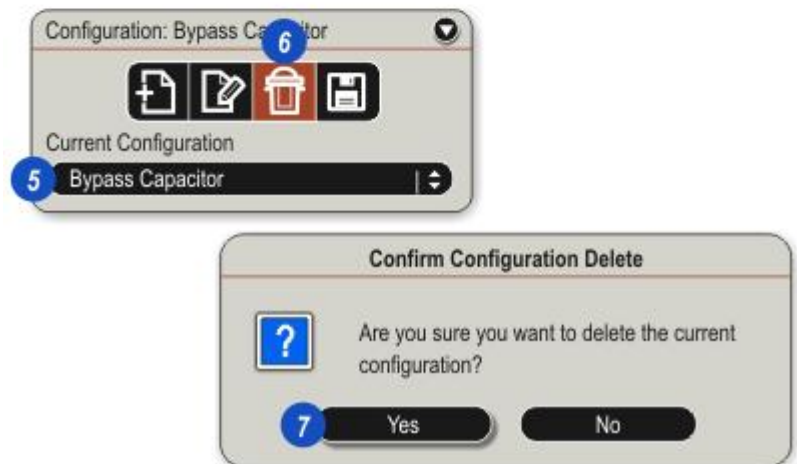 Configuration: Bypass Capacitor
6
Current Configuration
5 Bypass Capacitor
Confirm Configuration Delete
? Are you sure you want to delete the current
configuration?
7 Yes No